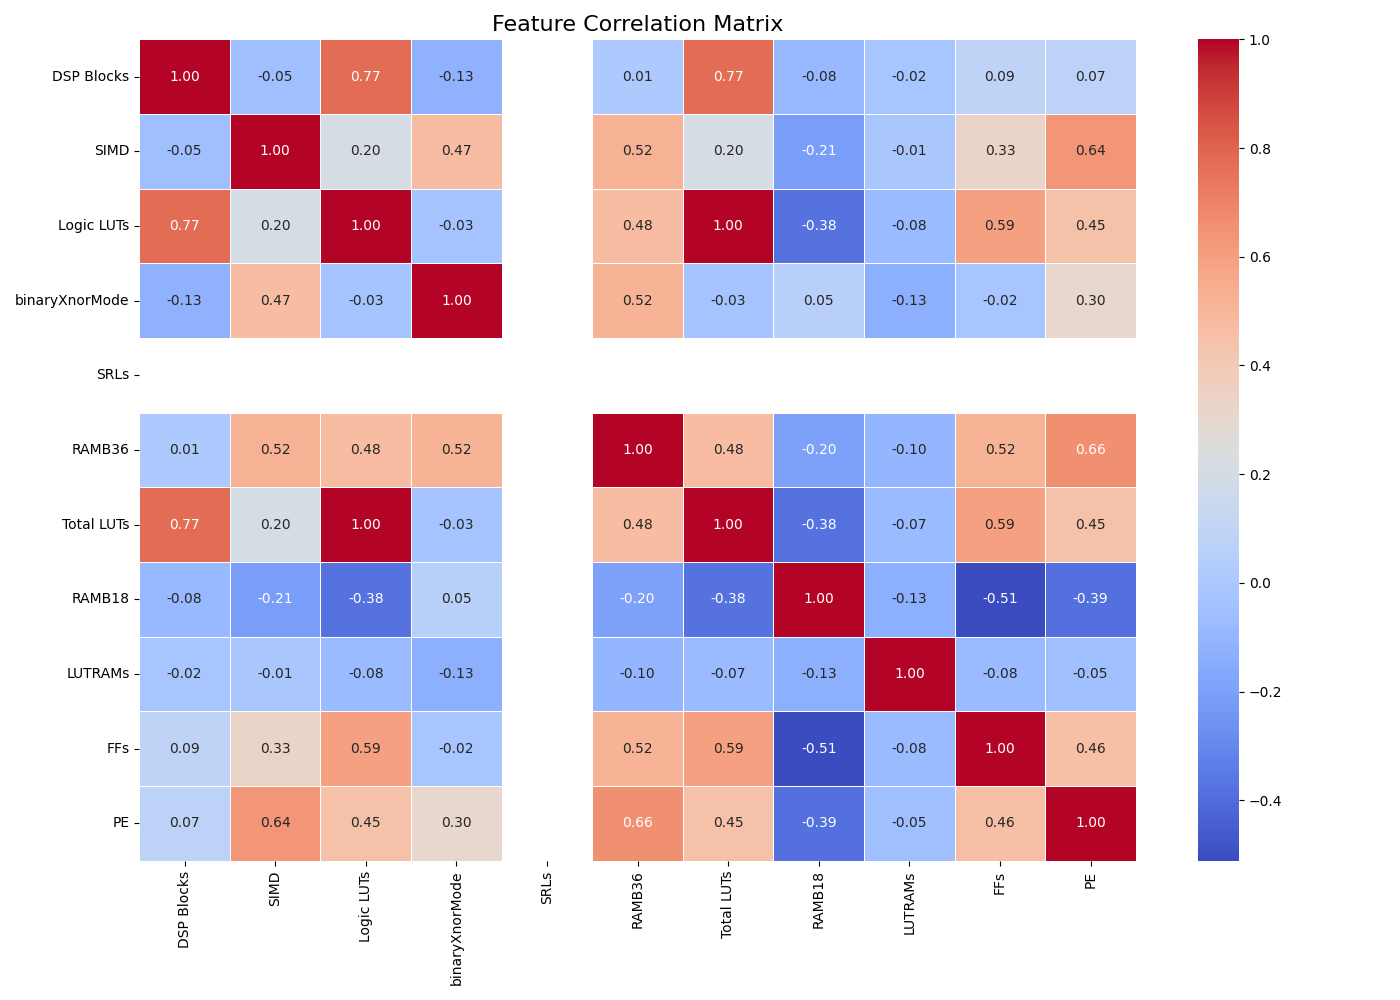 Feature Correlation Matrix
DSP Blocks 1.00 -0.05 0.77 -0.13 0.01 0.77 -0.08 -0.02 0.09 0.07
SIMD -0.05 1.00 0.20 0.47 0.52 0.20 -0.21 -0.01 0.33 0.64
Logic LUTs 0.77 0.20 1.00 -0.03 0.48 1.00 -0.38 -0.08 0.59 0.45
binaryXnorMode -0.13 0.47 -0.03 1.00 0.52 -0.03 0.05 -0.13 -0.02 0.30
SRLs
RAMB36 0.01 0.52 0.48 0.52 1.00 0.48 -0.20 -0.10 0.52 0.66
Total LUTs 0.77 0.20 1.00 -0.03 0.48 1.00 -0.38 -0.07 0.59 0.45
RAMB18 -0.08 -0.21 -0.38 0.05 -0.20 -0.38 1.00 -0.13 -0.51 -0.39
LUTRAMs -0.02 -0.01 -0.08 -0.13 -0.10 -0.07 -0.13 1.00 -0.08 -0.05
FFs 0.09 0.33 0.59 -0.02 0.52 0.59 -0.51 -0.08 1.00 0.46
PE 0.07 0.64 0.45 0.30 0.66 0.45 -0.39 -0.05 0.46 1.00
DSP Blocks SIMD Logic LUTs binaryXnorMode SRLs RAMB36 Total LUTs RAMB18 LUTRAMs FFs PE
1.0
0.8
0.6
0.4
0.2
0.0
−0.2
−0.4